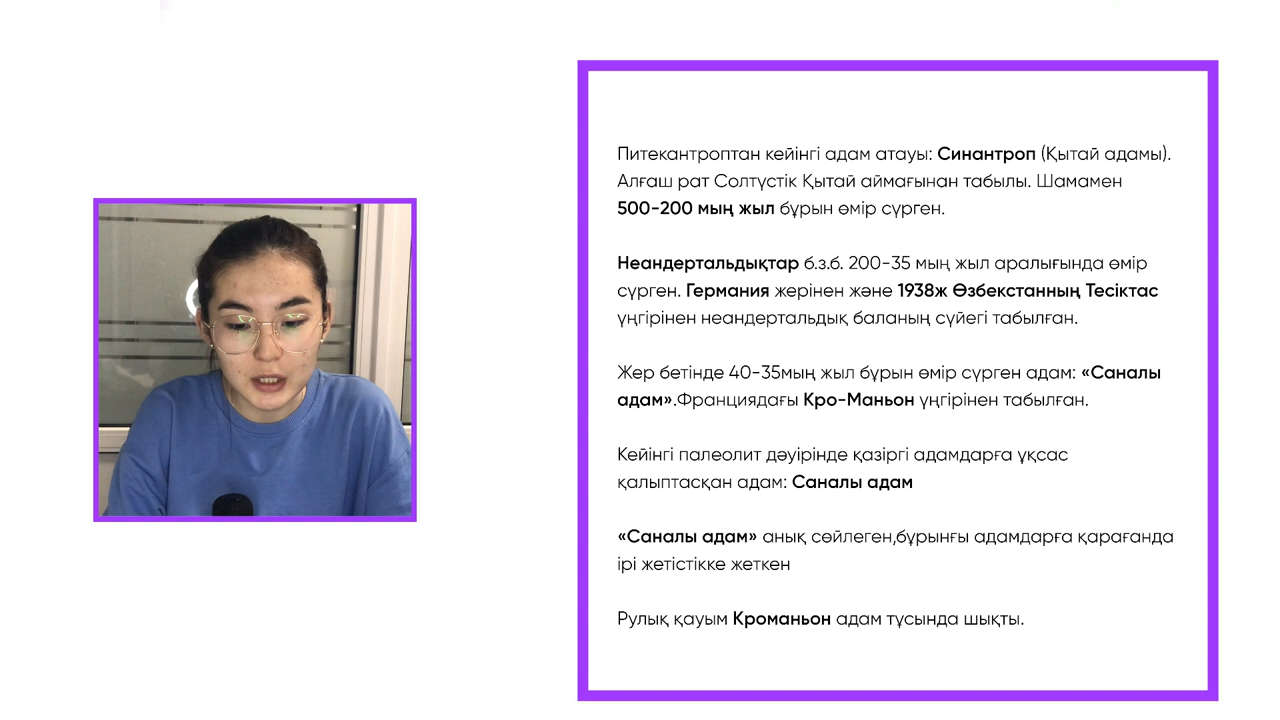 Питекантроптан кейінгі адам атауы: Синантроп (Қытай адамы).
Алғаш рат Солтүстік Қытай аймағынан табылы. Шамамен
500-200 мың жыл бұрын өмір сүрген.
Неандертальдықтар б.з.б. 200-35 мың жыл аралығында өмір
сүрген. Германия жерінен және 1938ж Өзбекстанның Тесіктас
үңгірінен неандертальдық баланың сүйегі табылған.
Жер бетінде 40-35мың жыл бұрын өмір сүрген адам: «Саналы
адам».Франциядағы Кро-Маньон үңгірінен табылған.
Кейінгі палеолит дәуірінде қазіргі адамдарға ұқсас
қалыптасқан адам: Саналы адам
«Саналы адам» анық сөйлеген,бұрынғы адамдарға қарағанда
ірі жетістікке жеткен
Рулық қауым Кроманьон адам тұсында шықты.